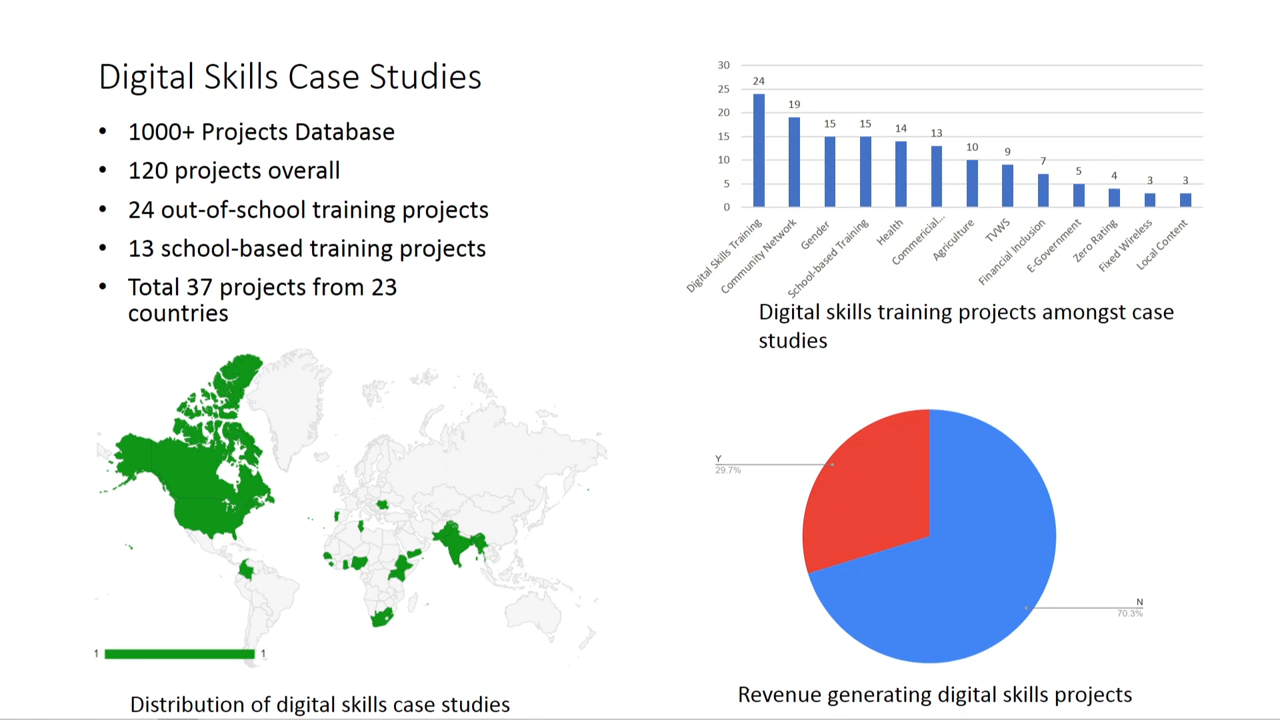 Digital Skills Case Studies
• 1000+ Projects Database
• 120 projects overall
• 24 out-of-school training projects
• 13 school-based training projects
• Total 37 projects from 23
countries
30
25
20
15
10
5
0
24
19
15
15
14
13
10
9
7
5
4
3
3
Digital Skills Training
Community Network
Gender
School-based Training
Health
Commericial...
Agriculture
TVWS
Financial Inclusion
E-Government
Zero Rating
Fixed Wireless
Local Content
Digital skills training projects amongst case
studies
1
1
Distribution of digital skills case studies
Y
29.7%
N
70.3%
Revenue generating digital skills projects